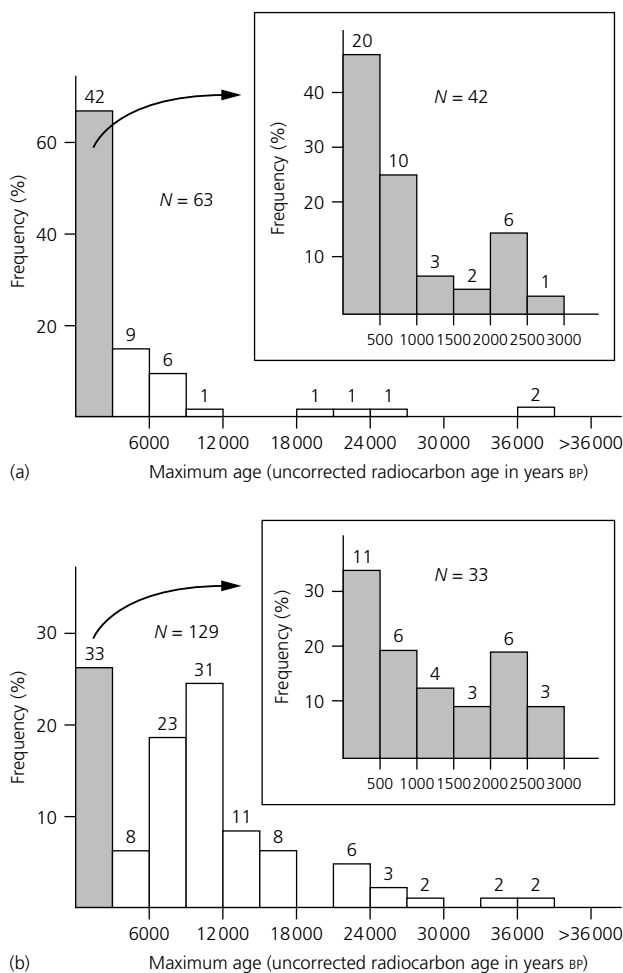 20
42
40
N = 42
Frequency (%)
60
30
10
Frequency (%)
N = 63
20
6
40
10
3
2
1
9
500 1000 1500 2000 2500 3000
20
6
1
1 1 1
2
6000 12 000 18 000 24 000 30 000 36 000 >36 000
(a) Maximum age (uncorrected radiocarbon age in years BP)
11
30
N = 33
Frequency (%)
30
N = 129
6
6
33
31
20
4
Frequency (%)
3
3
20
23
10
10
11
500 1000 1500 2000 2500 3000
8
8
6
3
2
2 2
6000 12 000 18 000 24 000 30 000 36 000 >36 000
(b) Maximum age (uncorrected radiocarbon age in years BP)